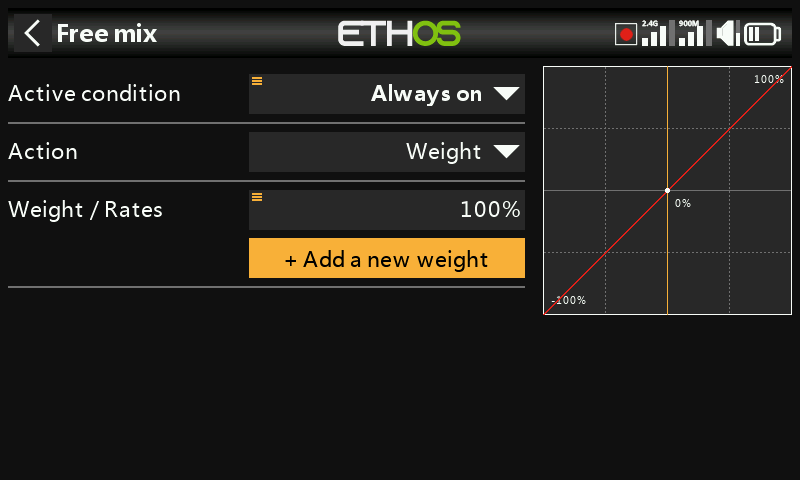 Free mix
ETHOS
2.4G
900M
Active condition
Always on
Action
Weight
Weight / Rates
100%
+ Add a new weight
100%
0%
-100%